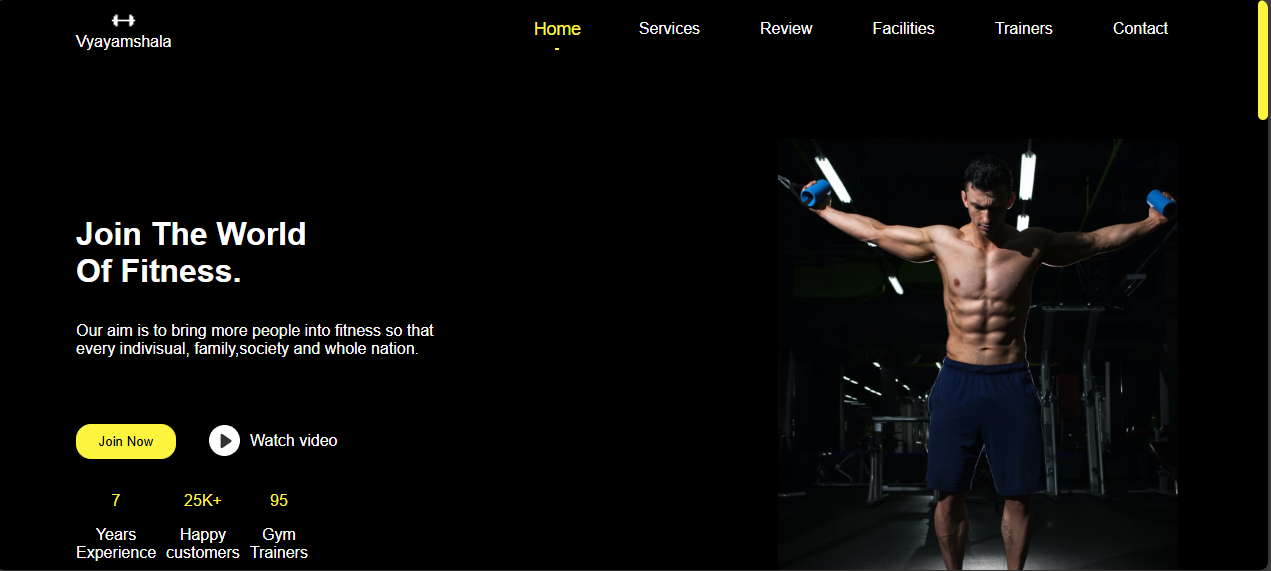 Vyayamshala
Home
Services
Review
Facilities
Trainers
Contact
Join The World
Of Fitness.
Our aim is to bring more people into fitness so that
every indivisual, family,society and whole nation.
Join Now
Watch video
7
Years
Experience
25K+
Happy
customers
95
Gym
Trainers